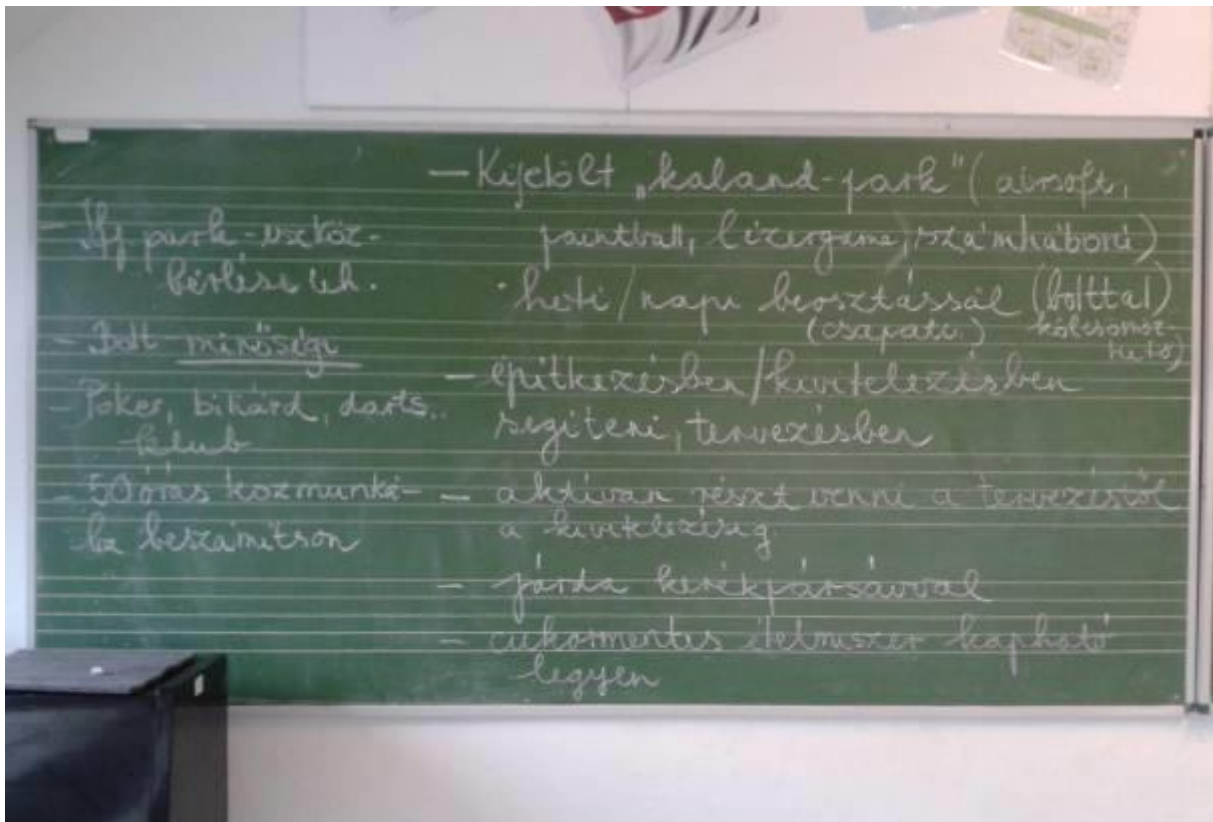 - Ifj park - eszköz-
bérlése
- Bolt minőségi
- Póker, biliárd, darts..
klub
- 50 órás közmunká-
ba beszámítson
- Kijelölt „kaland-park" (airsoft,
paintball, lézergame, számháború)
· heti/napi beosztással (bolttal)
(csapatv.) kölcsönöz-
hető)
- építkezésben/kivitelezésben
segíteni, tervezésben
- aktívan részt venni a tervezéstől
a kivitelezésig
- járda kerékpársávval
- cukormentes élelmiszer kapható
legyen